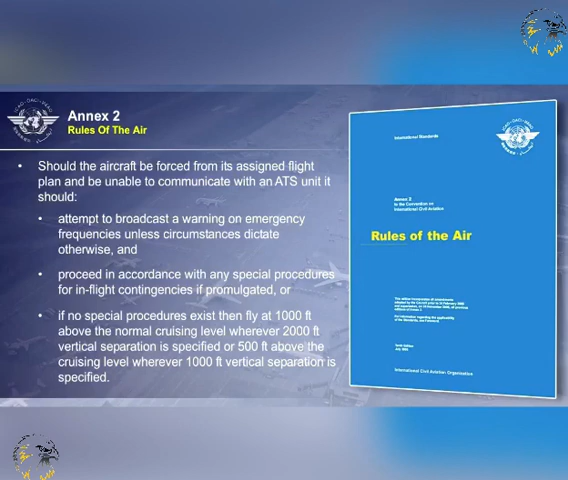 Annex 2
Rules Of The Air
• Should the aircraft be forced from its assigned flight
plan and be unable to communicate with an ATS unit it
should:
• attempt to broadcast a warning on emergency
frequencies unless circumstances dictate
otherwise, and
• proceed in accordance with any special procedures
for in-flight contingencies if promulgated, or
• if no special procedures exist then fly at 1000 ft
above the normal cruising level wherever 2000 ft
vertical separation is specified or 500 ft above the
cruising level wherever 1000 ft vertical separation is
specified.
International Standards
Annex 2
to the Convention on
International Civil Aviation
Rules of the Air
International Civil Aviation Organization